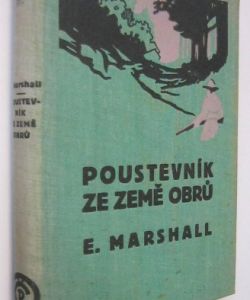 Marshall
POUSTEV-
NÍK
ZE ZEMĚ
OBRŮ
POUSTEVNÍK
ZE ZEMĚ OBRŮ
E. MARSHALL